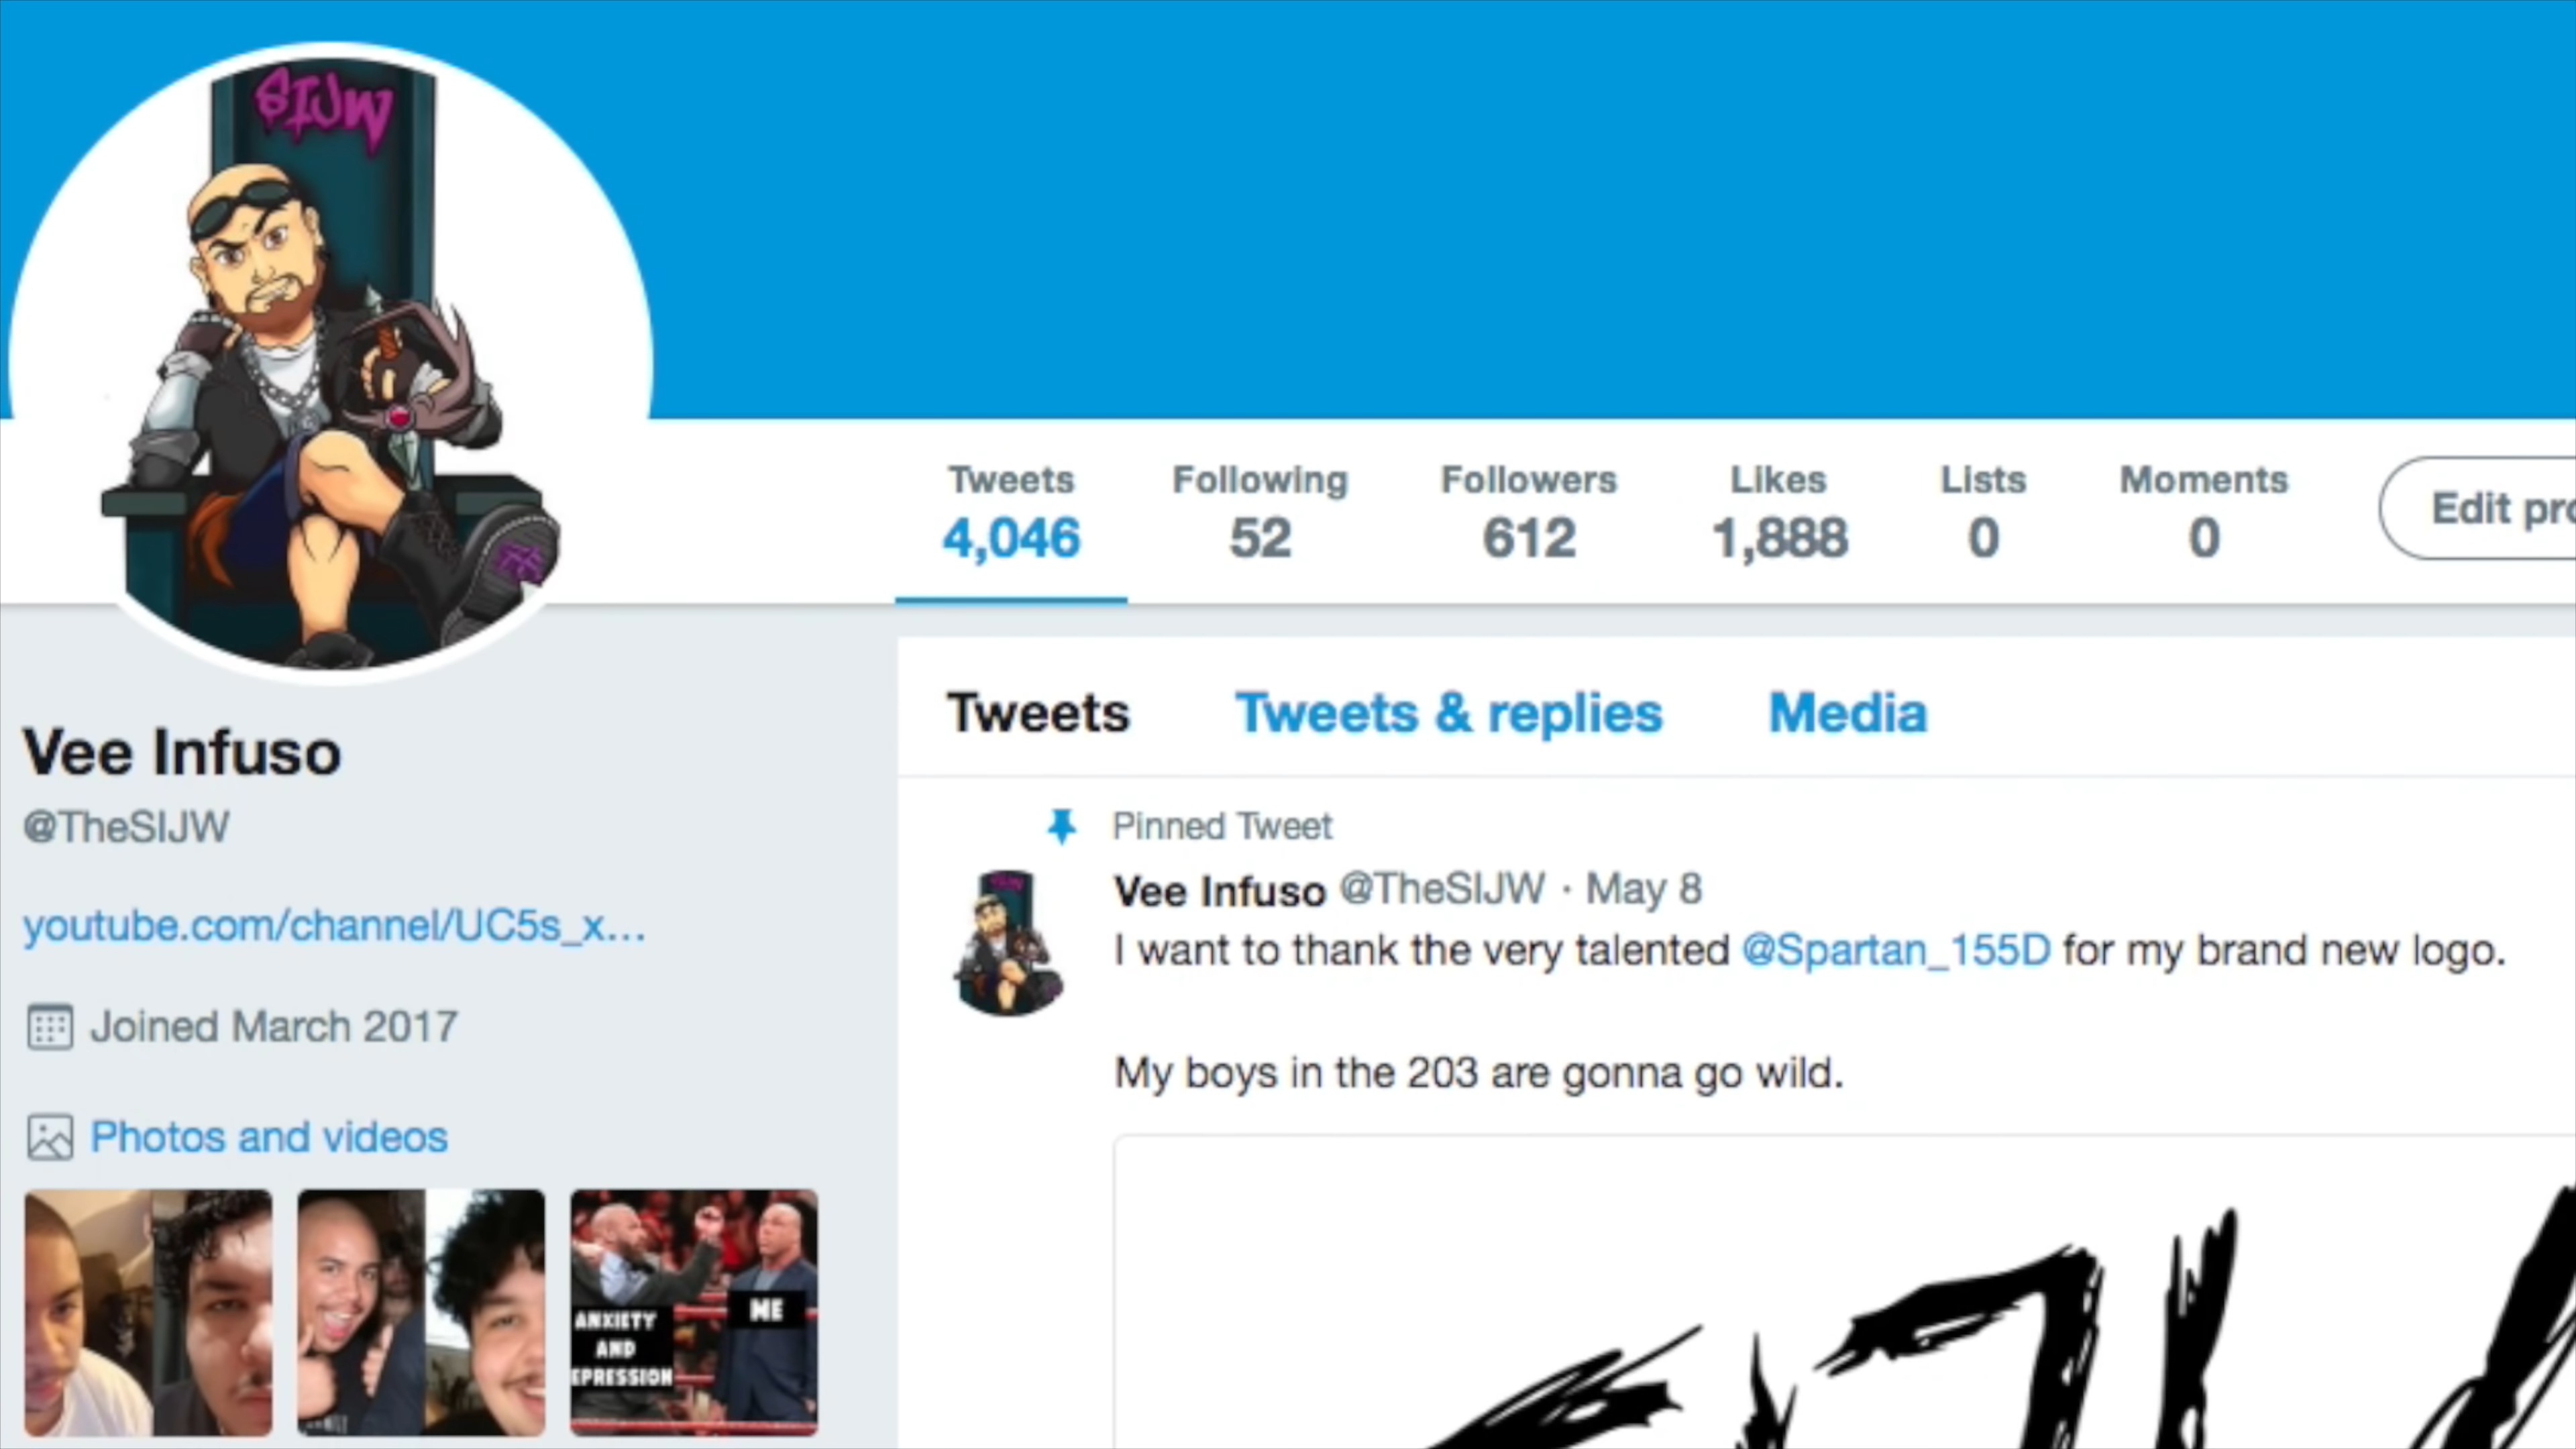 SIJW
Tweets Following Followers Likes Lists Moments
4,046 52 612 1,888 0 0
Edit pro
Tweets Tweets & replies Media
Vee Infuso
@TheSIJW
youtube.com/channel/UC5s_x...
Joined March 2017
Photos and videos
ANXIETY
AND
EPRESSION
ME
Pinned Tweet
Vee Infuso @TheSIJW · May 8
I want to thank the very talented @Spartan_155D for my brand new logo.
My boys in the 203 are gonna go wild.